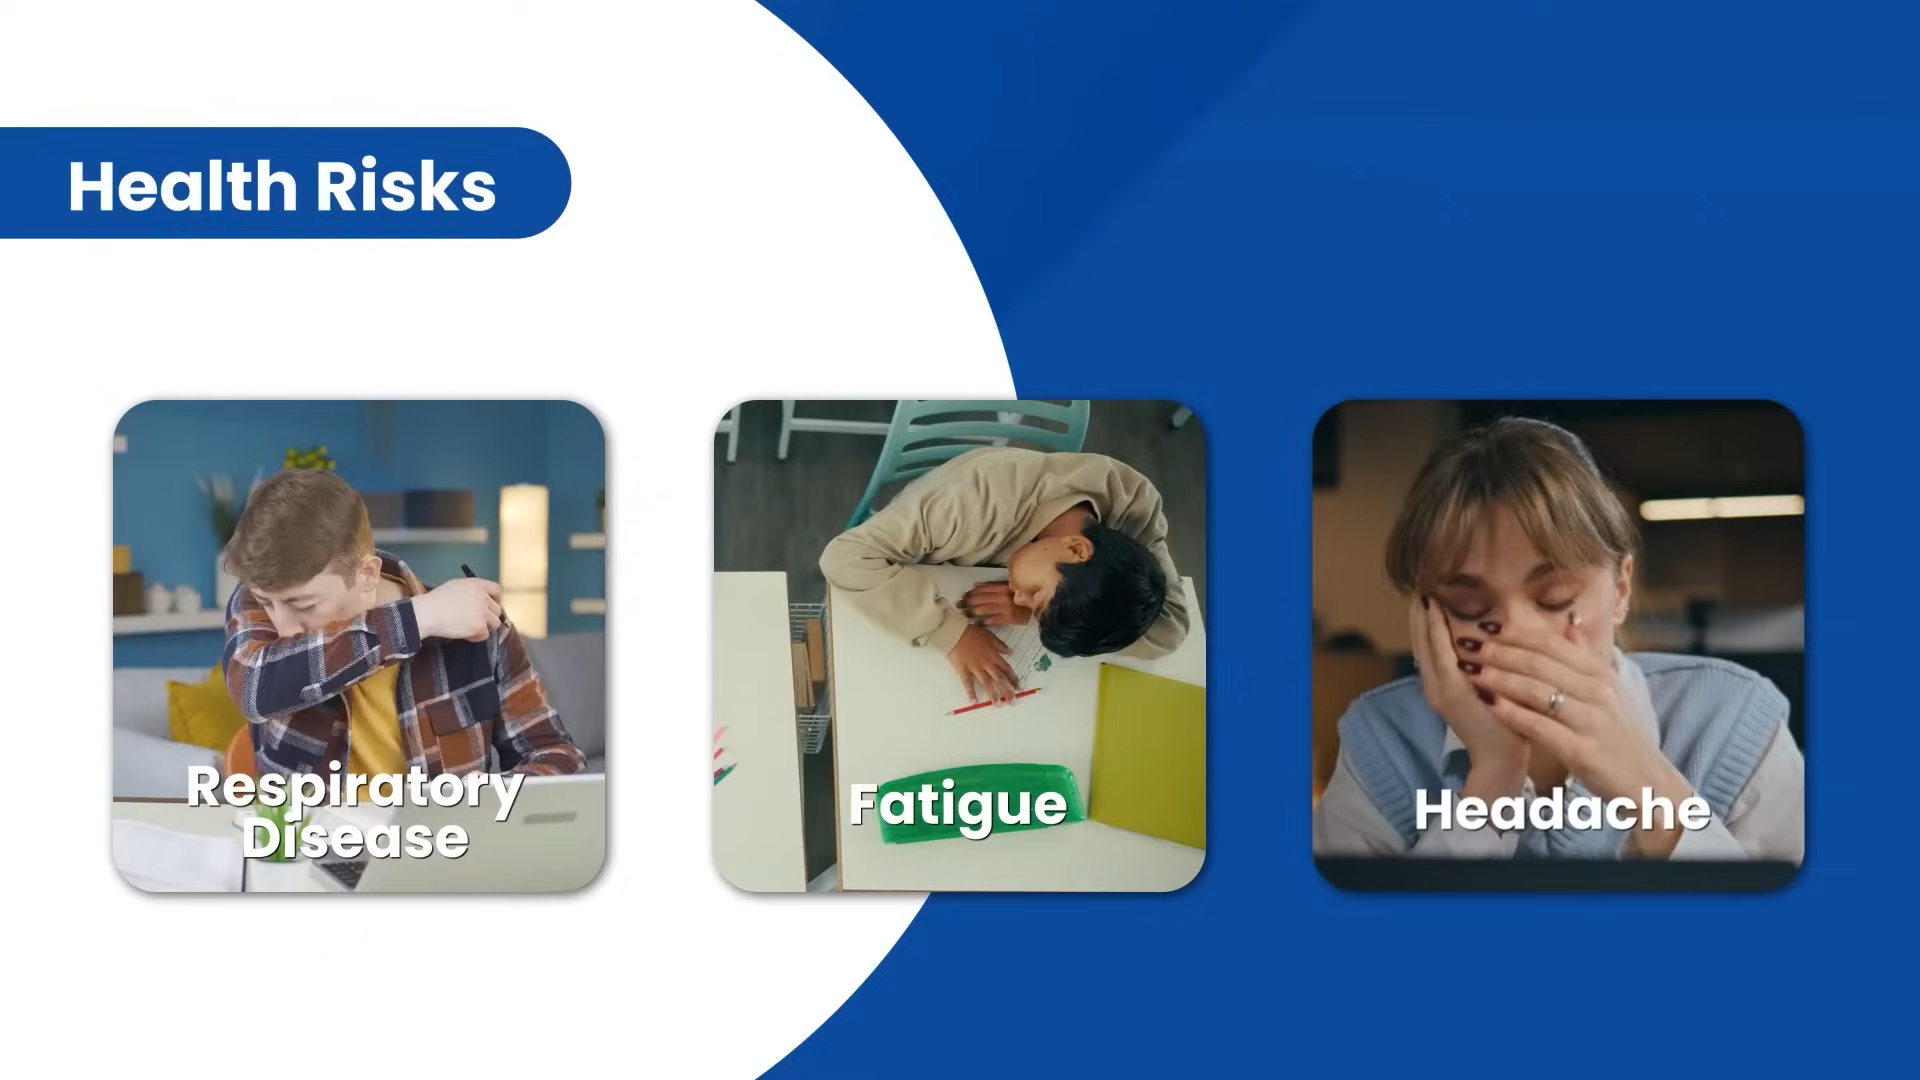 Health Risks
Respiratory
Disease
Fatigue
Headache